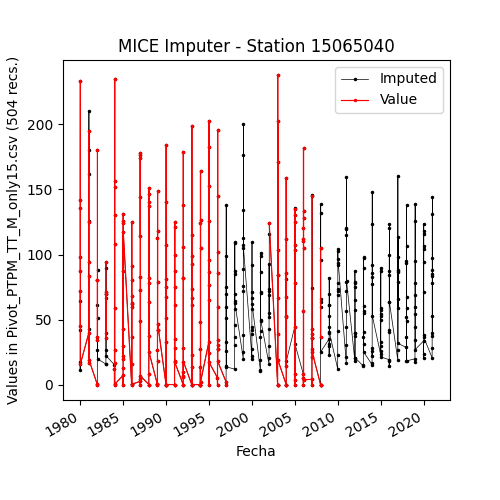 MICE Imputer - Station 15065040
Imputed
Value
Values in Pivot_PTPM_TT_M_only15.csv (504 recs.)
200
150
100
50
0
1980
1985
1990
1995
2000
2005
2010
2015
2020
Fecha